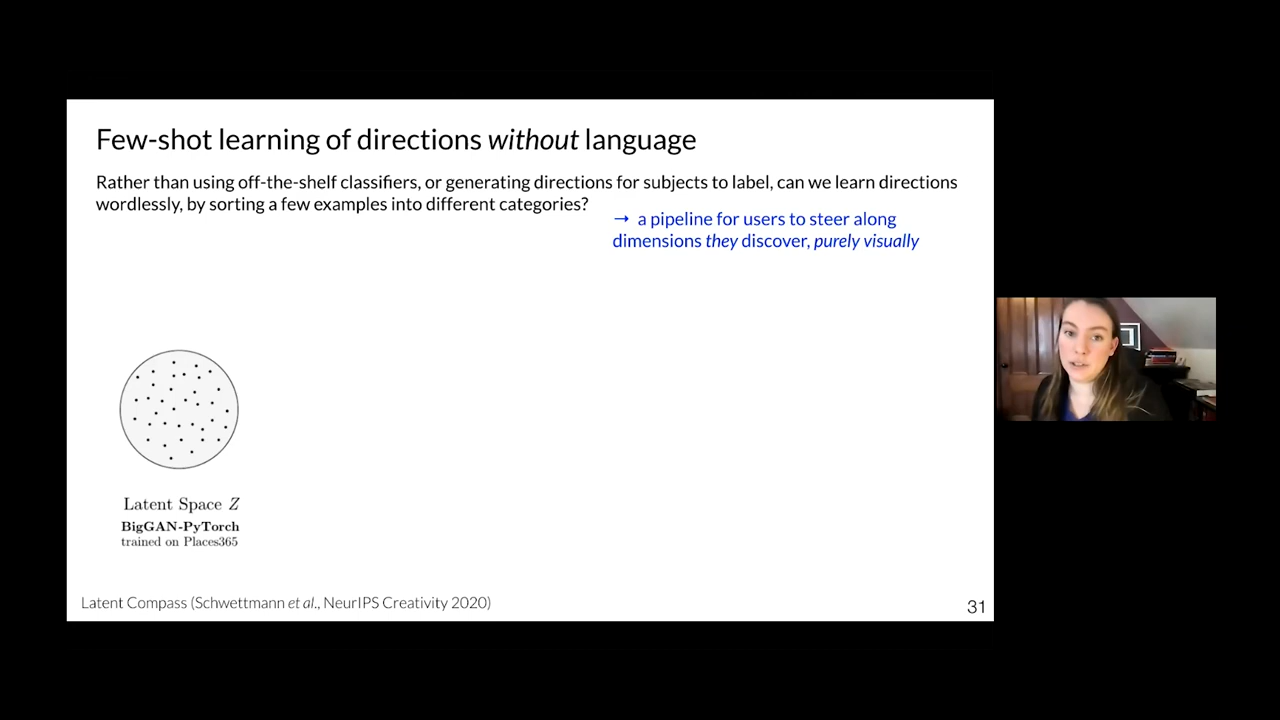 Few-shot learning of directions without language
Rather than using off-the-shelf classifiers, or generating directions for subjects to label, can we learn directions
wordlessly, by sorting a few examples into different categories?
→ a pipeline for users to steer along
dimensions they discover, purely visually
Latent Space Z
BigGAN-PyTorch
trained on Places365
Latent Compass (Schwettmann et al., NeurIPS Creativity 2020)
31